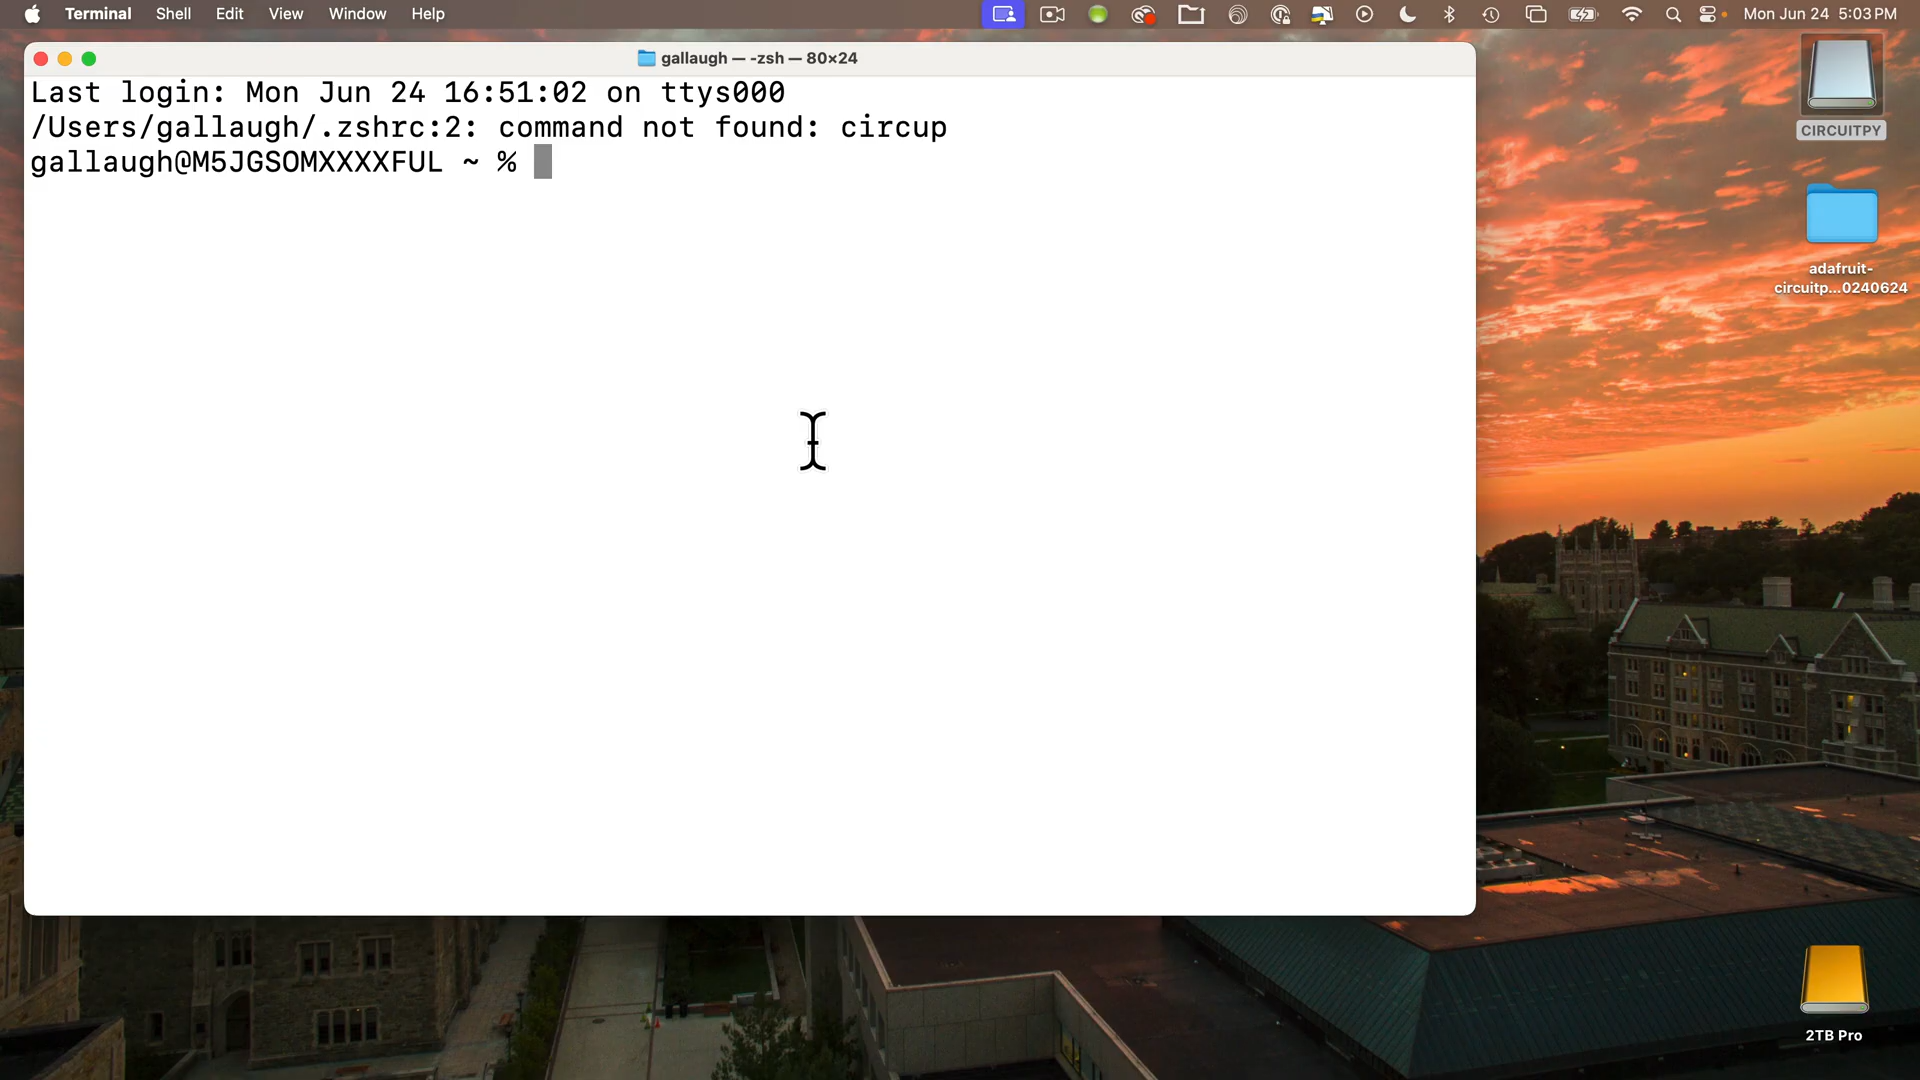 Terminal Shell Edit View Window Help Mon Jun 24 5:03 PM
gallaugh — -zsh — 80×24
Last login: Mon Jun 24 16:51:02 on ttys000
/Users/gallaugh/.zshrc:2: command not found: circup
gallaugh@M5JGSOMXXXXFUL ~ %
CIRCUITPY
adafruit-
circuitp...0240624
2TB Pro